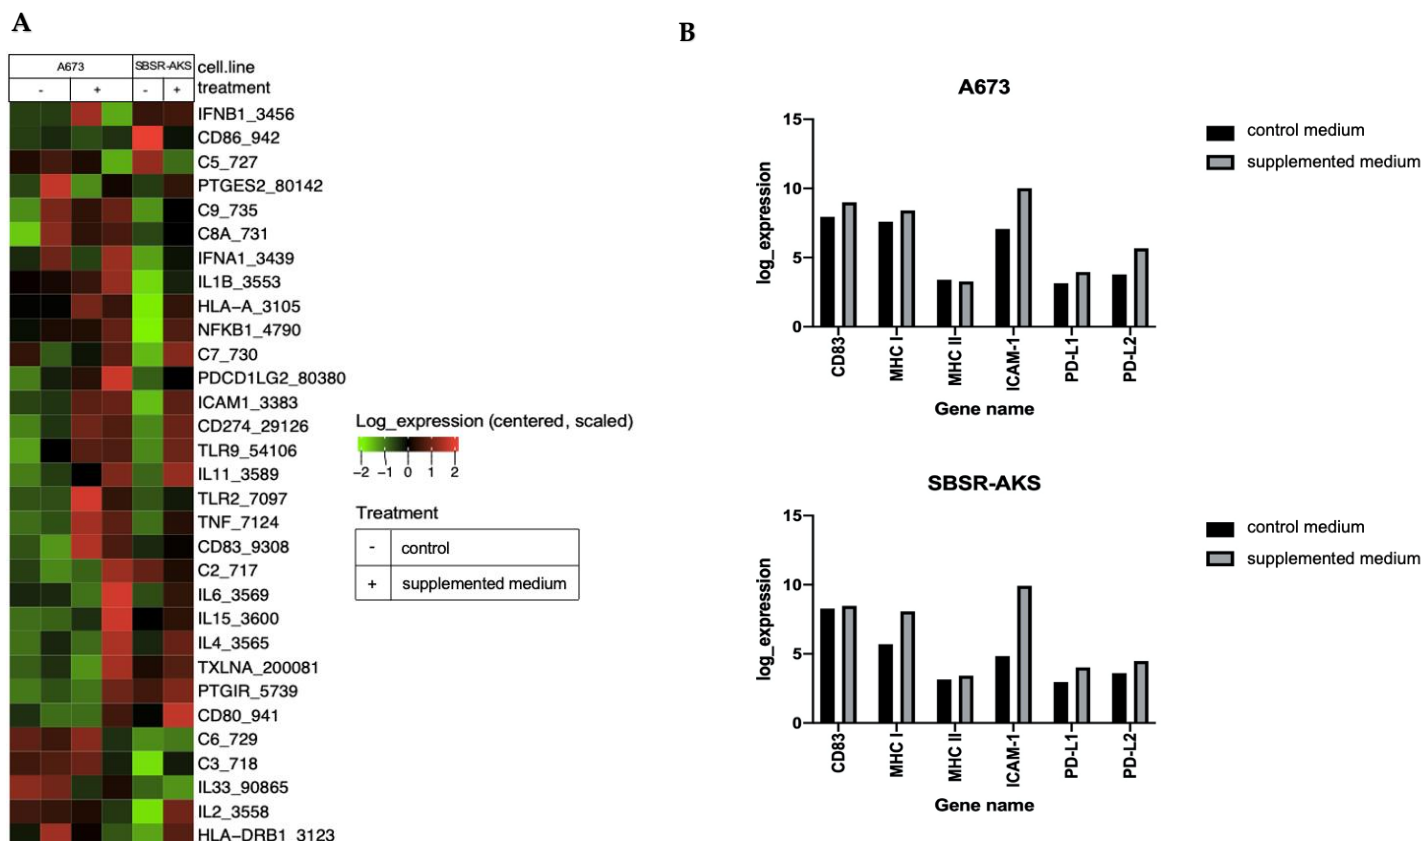 A
A673
SBSR-AKS
cell.line
-
+
-
+
treatment
IFNB1_3456
CD86_942
C5_727
PTGES2_80142
C9_735
C8A_731
IFNA1_3439
IL1B_3553
HLA−A_3105
NFKB1_4790
C7_730
PDCD1LG2_80380
ICAM1_3383
CD274_29126
TLR9_54106
IL11_3589
TLR2_7097
TNF_7124
CD83_9308
C2_717
IL6_3569
IL15_3600
IL4_3565
TXLNA_200081
PTGIR_5739
CD80_941
C6_729
C3_718
IL33_90865
IL2_3558
HLA−DRB1_3123
Log_expression (centered, scaled)
−2 −1 0 1 2
Treatment
- control
+ supplemented medium
B
A673
15
10
5
0
log_expression
CD83
MHC I
MHC II
ICAM-1
PD-L1
PD-L2
Gene name
control medium
supplemented medium
SBSR-AKS
15
10
5
0
log_expression
CD83
MHC I
MHC II
ICAM-1
PD-L1
PD-L2
Gene name
control medium
supplemented medium